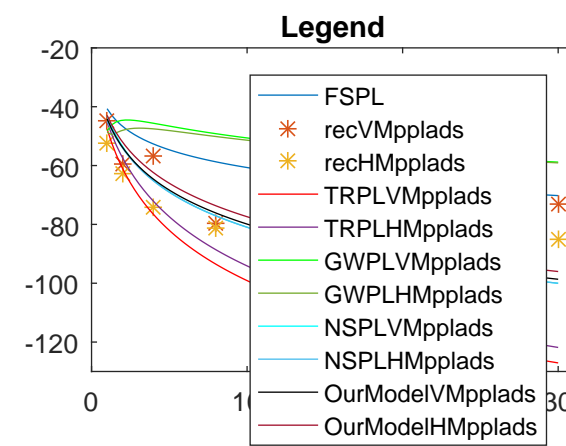 Legend
-20
-40
-60
-80
-100
-120
0
FSPL
recVMpplads
recHMpplads
TRPLVMpplads
TRPLHMpplads
GWPLVMpplads
GWPLHMpplads
NSPLVMpplads
NSPLHMpplads
OurModelVMpplads
OurModelHMpplads